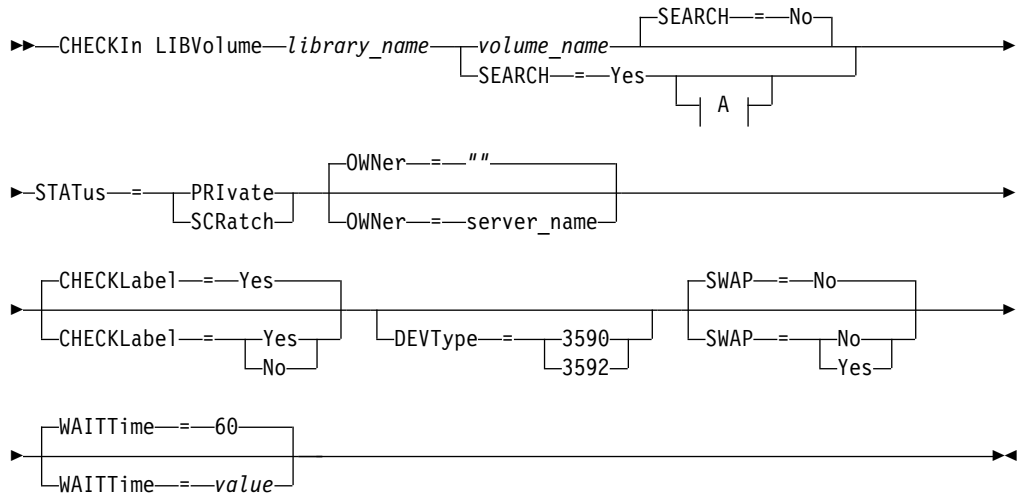 SEARCH = No
CHECKIn LIBVolume library_name volume_name
SEARCH = Yes
A
OWNer = ""
STATus = PRIvate
SCRatch OWNer = server_name
CHECKLabel = Yes SWAP = No
CHECKLabel = Yes DEVType = 3590 SWAP = No
No 3592 Yes
WAITTime = 60
WAITTime = value